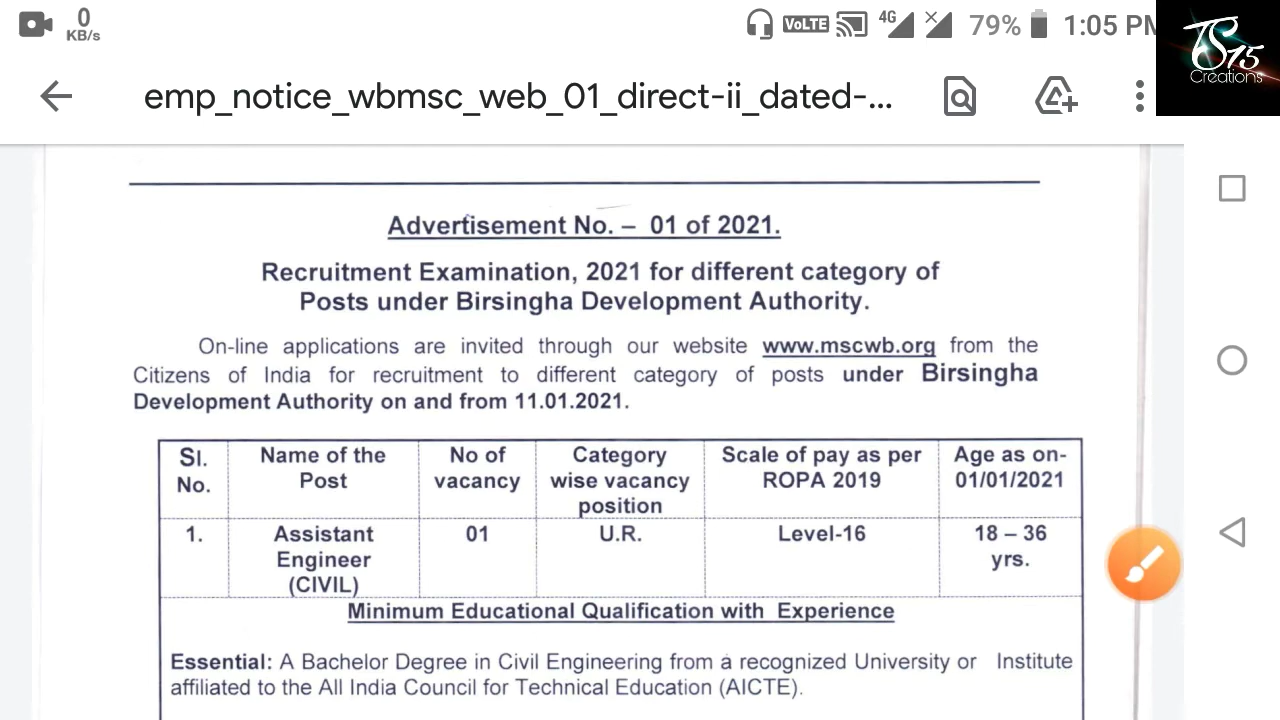 0
KB/s
VoLTE
4G
79%
1:05 PM
TS15
Creations
emp_notice_wbmsc_web_01_direct-ii_dated-...
Advertisement No. – 01 of 2021.
Recruitment Examination, 2021 for different category of
Posts under Birsingha Development Authority.
On-line applications are invited through our website www.mscwb.org from the
Citizens of India for recruitment to different category of posts under Birsingha
Development Authority on and from 11.01.2021.
Sl. No. Name of the Post No of vacancy Category wise vacancy position Scale of pay as per ROPA 2019 Age as on- 01/01/2021
1. Assistant Engineer (CIVIL) 01 U.R. Level-16 18 – 36 yrs.
Minimum Educational Qualification with Experience
Essential: A Bachelor Degree in Civil Engineering from a recognized University or Institute
affiliated to the All India Council for Technical Education (AICTE).